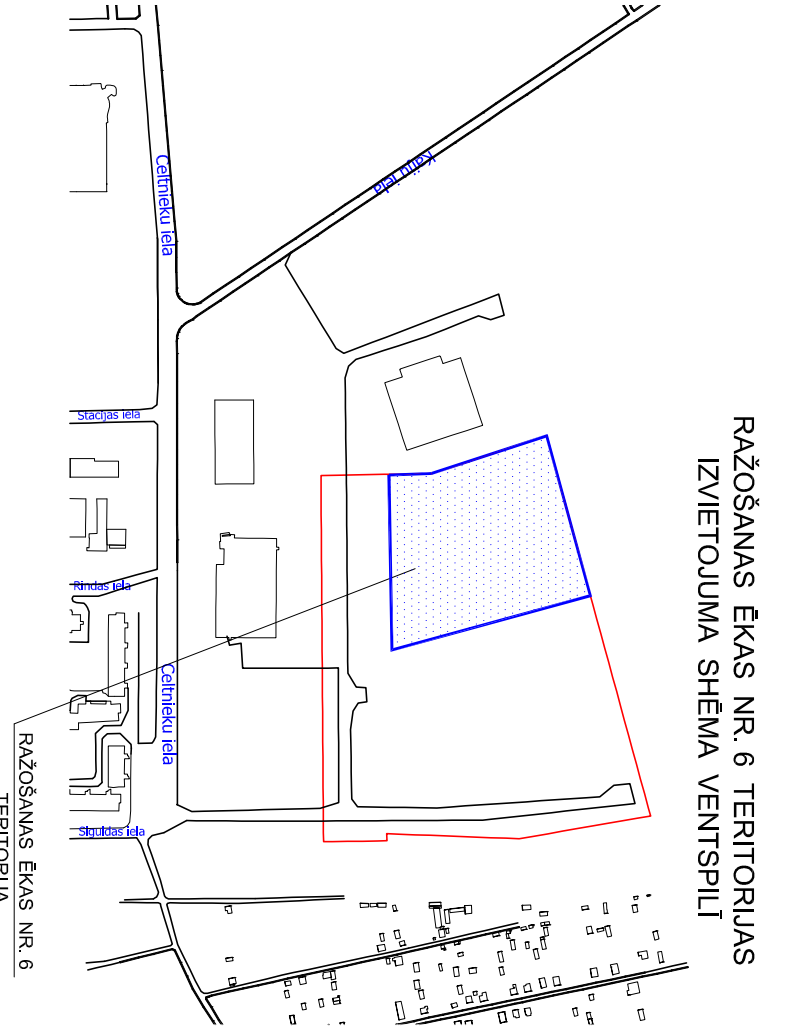 RAŽOŠANAS ĒKAS NR. 6 TERITORIJAS
IZVIETOJUMA SHĒMA VENTSPILĪ
Kaiju iela
Celtnieku iela
Stacijas iela
Rindas iela
Celtnieku iela
Siguldas iela
RAŽOŠANAS ĒKAS NR. 6
TERITORIJA